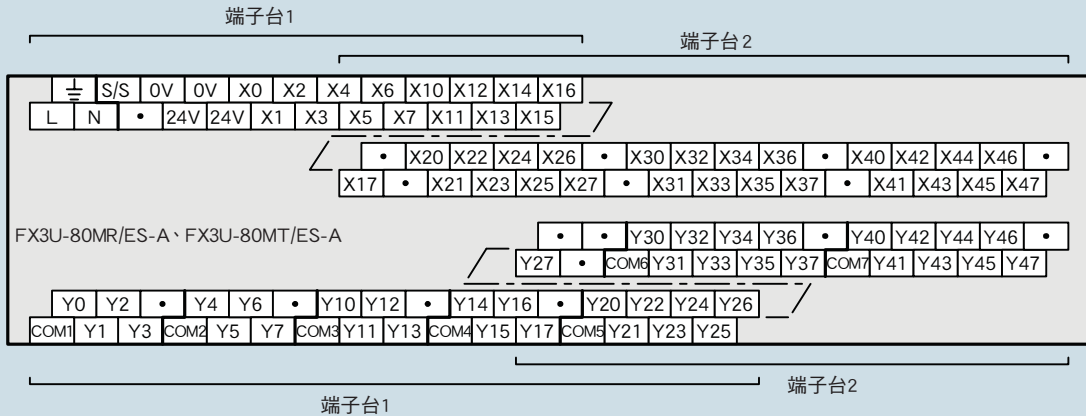 端子台1
端子台2
⏚ S/S 0V 0V X0 X2 X4 X6 X10 X12 X14 X16
L N • 24V 24V X1 X3 X5 X7 X11 X13 X15
• X20 X22 X24 X26 • X30 X32 X34 X36 • X40 X42 X44 X46 •
X17 • X21 X23 X25 X27 • X31 X33 X35 X37 • X41 X43 X45 X47
FX3U-80MR/ES-A、FX3U-80MT/ES-A
• • Y30 Y32 Y34 Y36 • Y40 Y42 Y44 Y46 •
Y27 • COM6 Y31 Y33 Y35 Y37 COM7 Y41 Y43 Y45 Y47
Y0 Y2 • Y4 Y6 • Y10 Y12 • Y14 Y16 • Y20 Y22 Y24 Y26
COM1 Y1 Y3 COM2 Y5 Y7 COM3 Y11 Y13 COM4 Y15 Y17 COM5 Y21 Y23 Y25
端子台2
端子台1